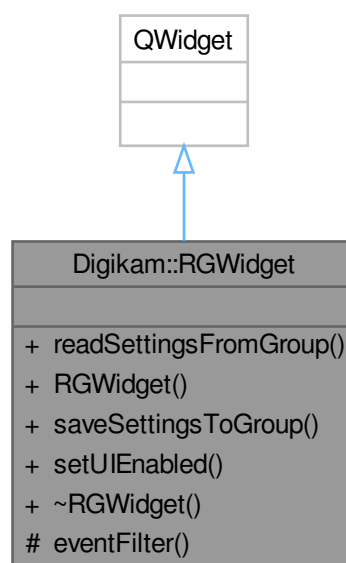 QWidget
Digikam::RGWidget
+ readSettingsFromGroup()
+ RGWidget()
+ saveSettingsToGroup()
+ setUIEnabled()
+ ~RGWidget()
# eventFilter()